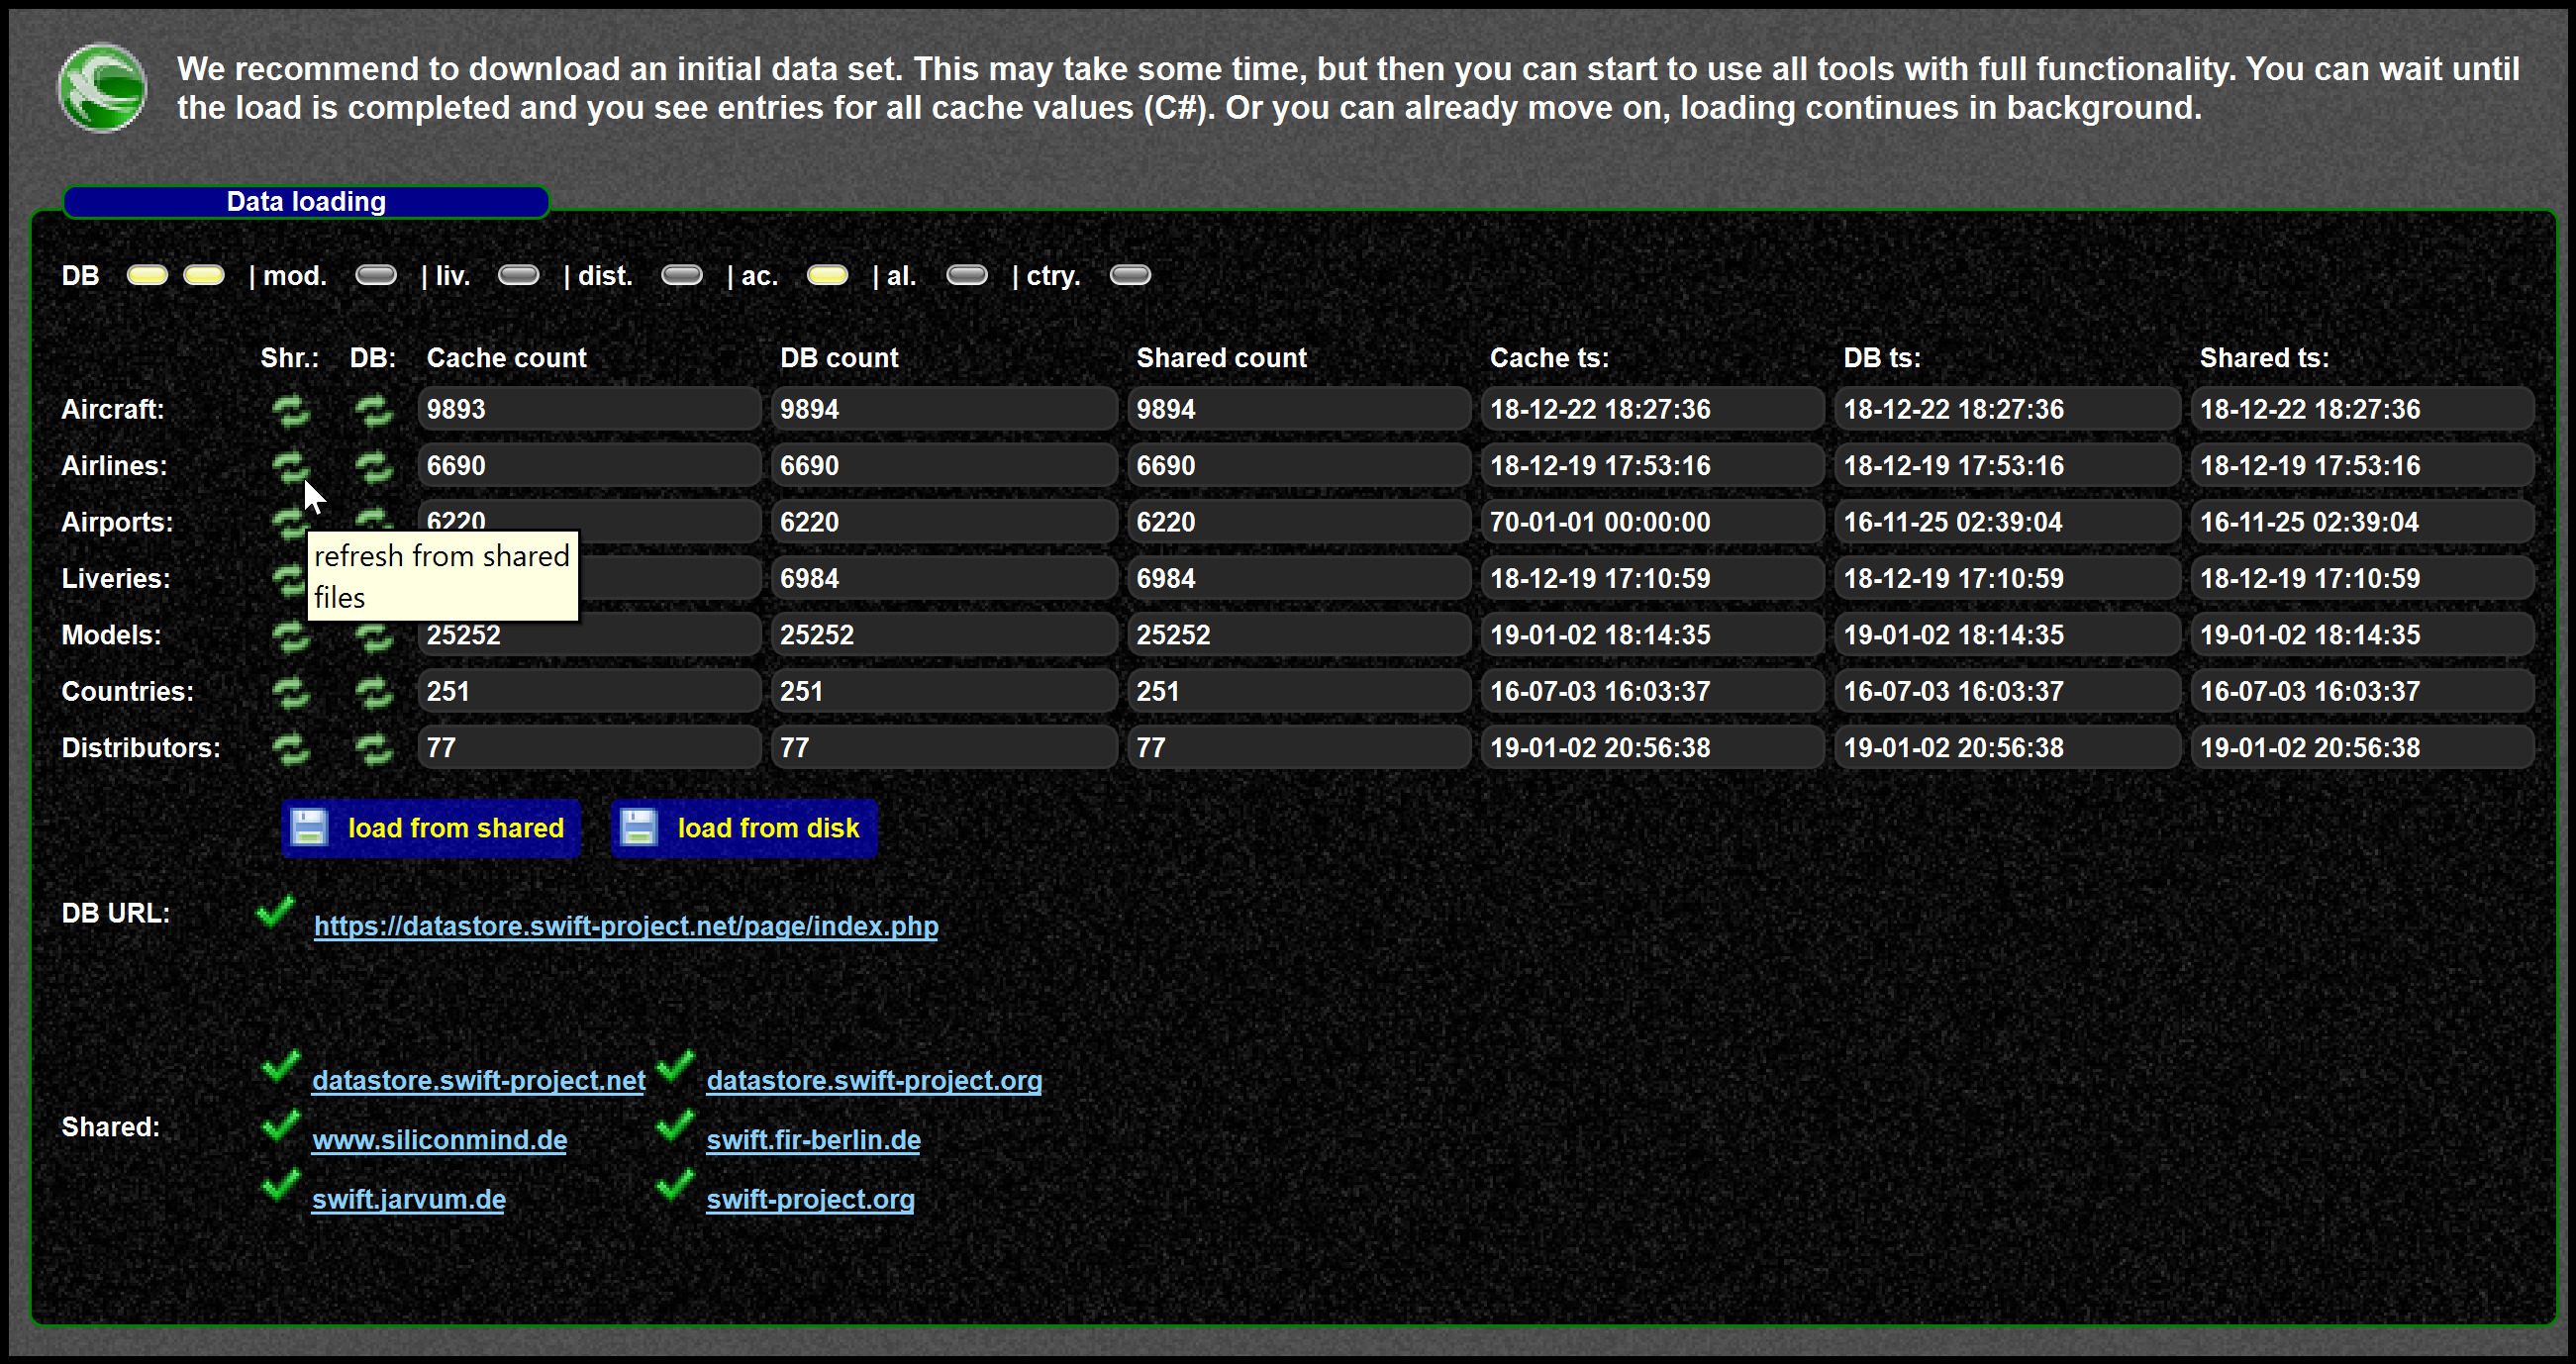 We recommend to download an initial data set. This may take some time, but then you can start to use all tools with full functionality. You can wait until
the load is completed and you see entries for all cache values (C#). Or you can already move on, loading continues in background.
Data loading
DB | mod. | liv. | dist. | ac. | al. | ctry.
Shr.: DB: Cache count DB count Shared count Cache ts: DB ts: Shared ts:
Aircraft: 9893 9894 9894 18-12-22 18:27:36 18-12-22 18:27:36 18-12-22 18:27:36
Airlines: 6690 6690 6690 18-12-19 17:53:16 18-12-19 17:53:16 18-12-19 17:53:16
Airports: 6220 6220 6220 70-01-01 00:00:00 16-11-25 02:39:04 16-11-25 02:39:04
refresh from shared
files
Liveries: 6984 6984 18-12-19 17:10:59 18-12-19 17:10:59 18-12-19 17:10:59
Models: 25252 25252 25252 19-01-02 18:14:35 19-01-02 18:14:35 19-01-02 18:14:35
Countries: 251 251 251 16-07-03 16:03:37 16-07-03 16:03:37 16-07-03 16:03:37
Distributors: 77 77 77 19-01-02 20:56:38 19-01-02 20:56:38 19-01-02 20:56:38
load from shared load from disk
DB URL: https://datastore.swift-project.net/page/index.php
datastore.swift-project.net datastore.swift-project.org
Shared: www.siliconmind.de swift.fir-berlin.de
swift.jarvum.de swift-project.org